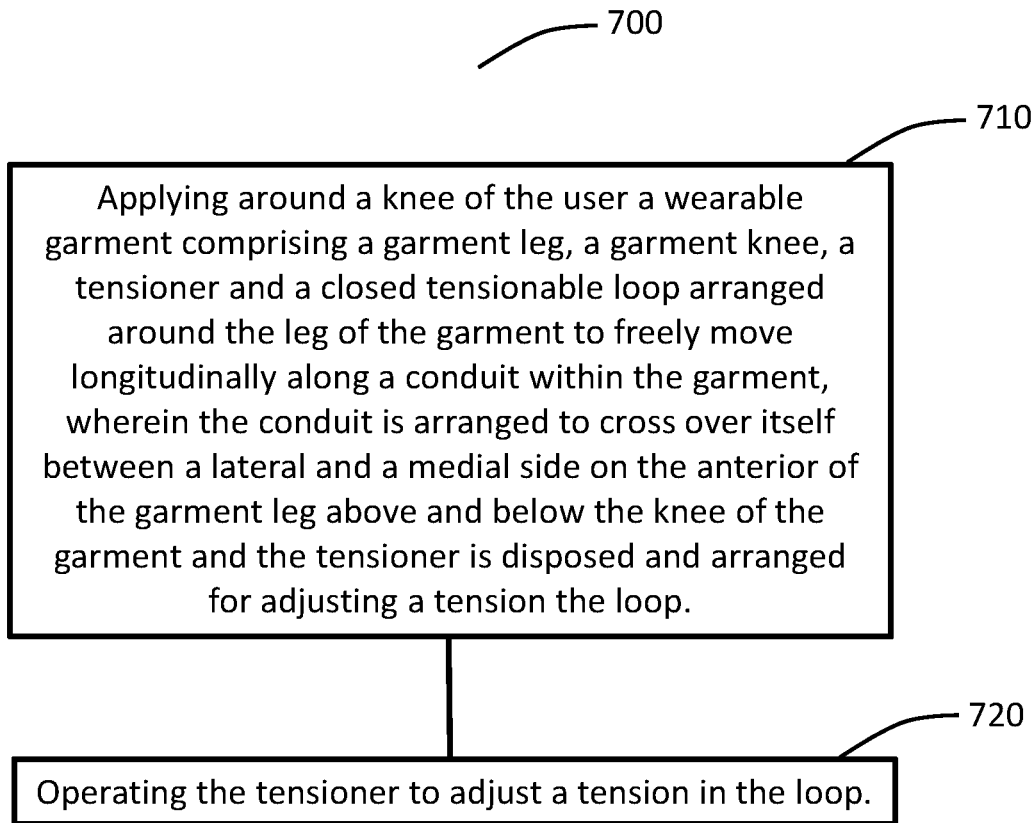 700
710
Applying around a knee of the user a wearable
garment comprising a garment leg, a garment knee, a
tensioner and a closed tensionable loop arranged
around the leg of the garment to freely move
longitudinally along a conduit within the garment,
wherein the conduit is arranged to cross over itself
between a lateral and a medial side on the anterior of
the garment leg above and below the knee of the
garment and the tensioner is disposed and arranged
for adjusting a tension the loop.
720
Operating the tensioner to adjust a tension in the loop.